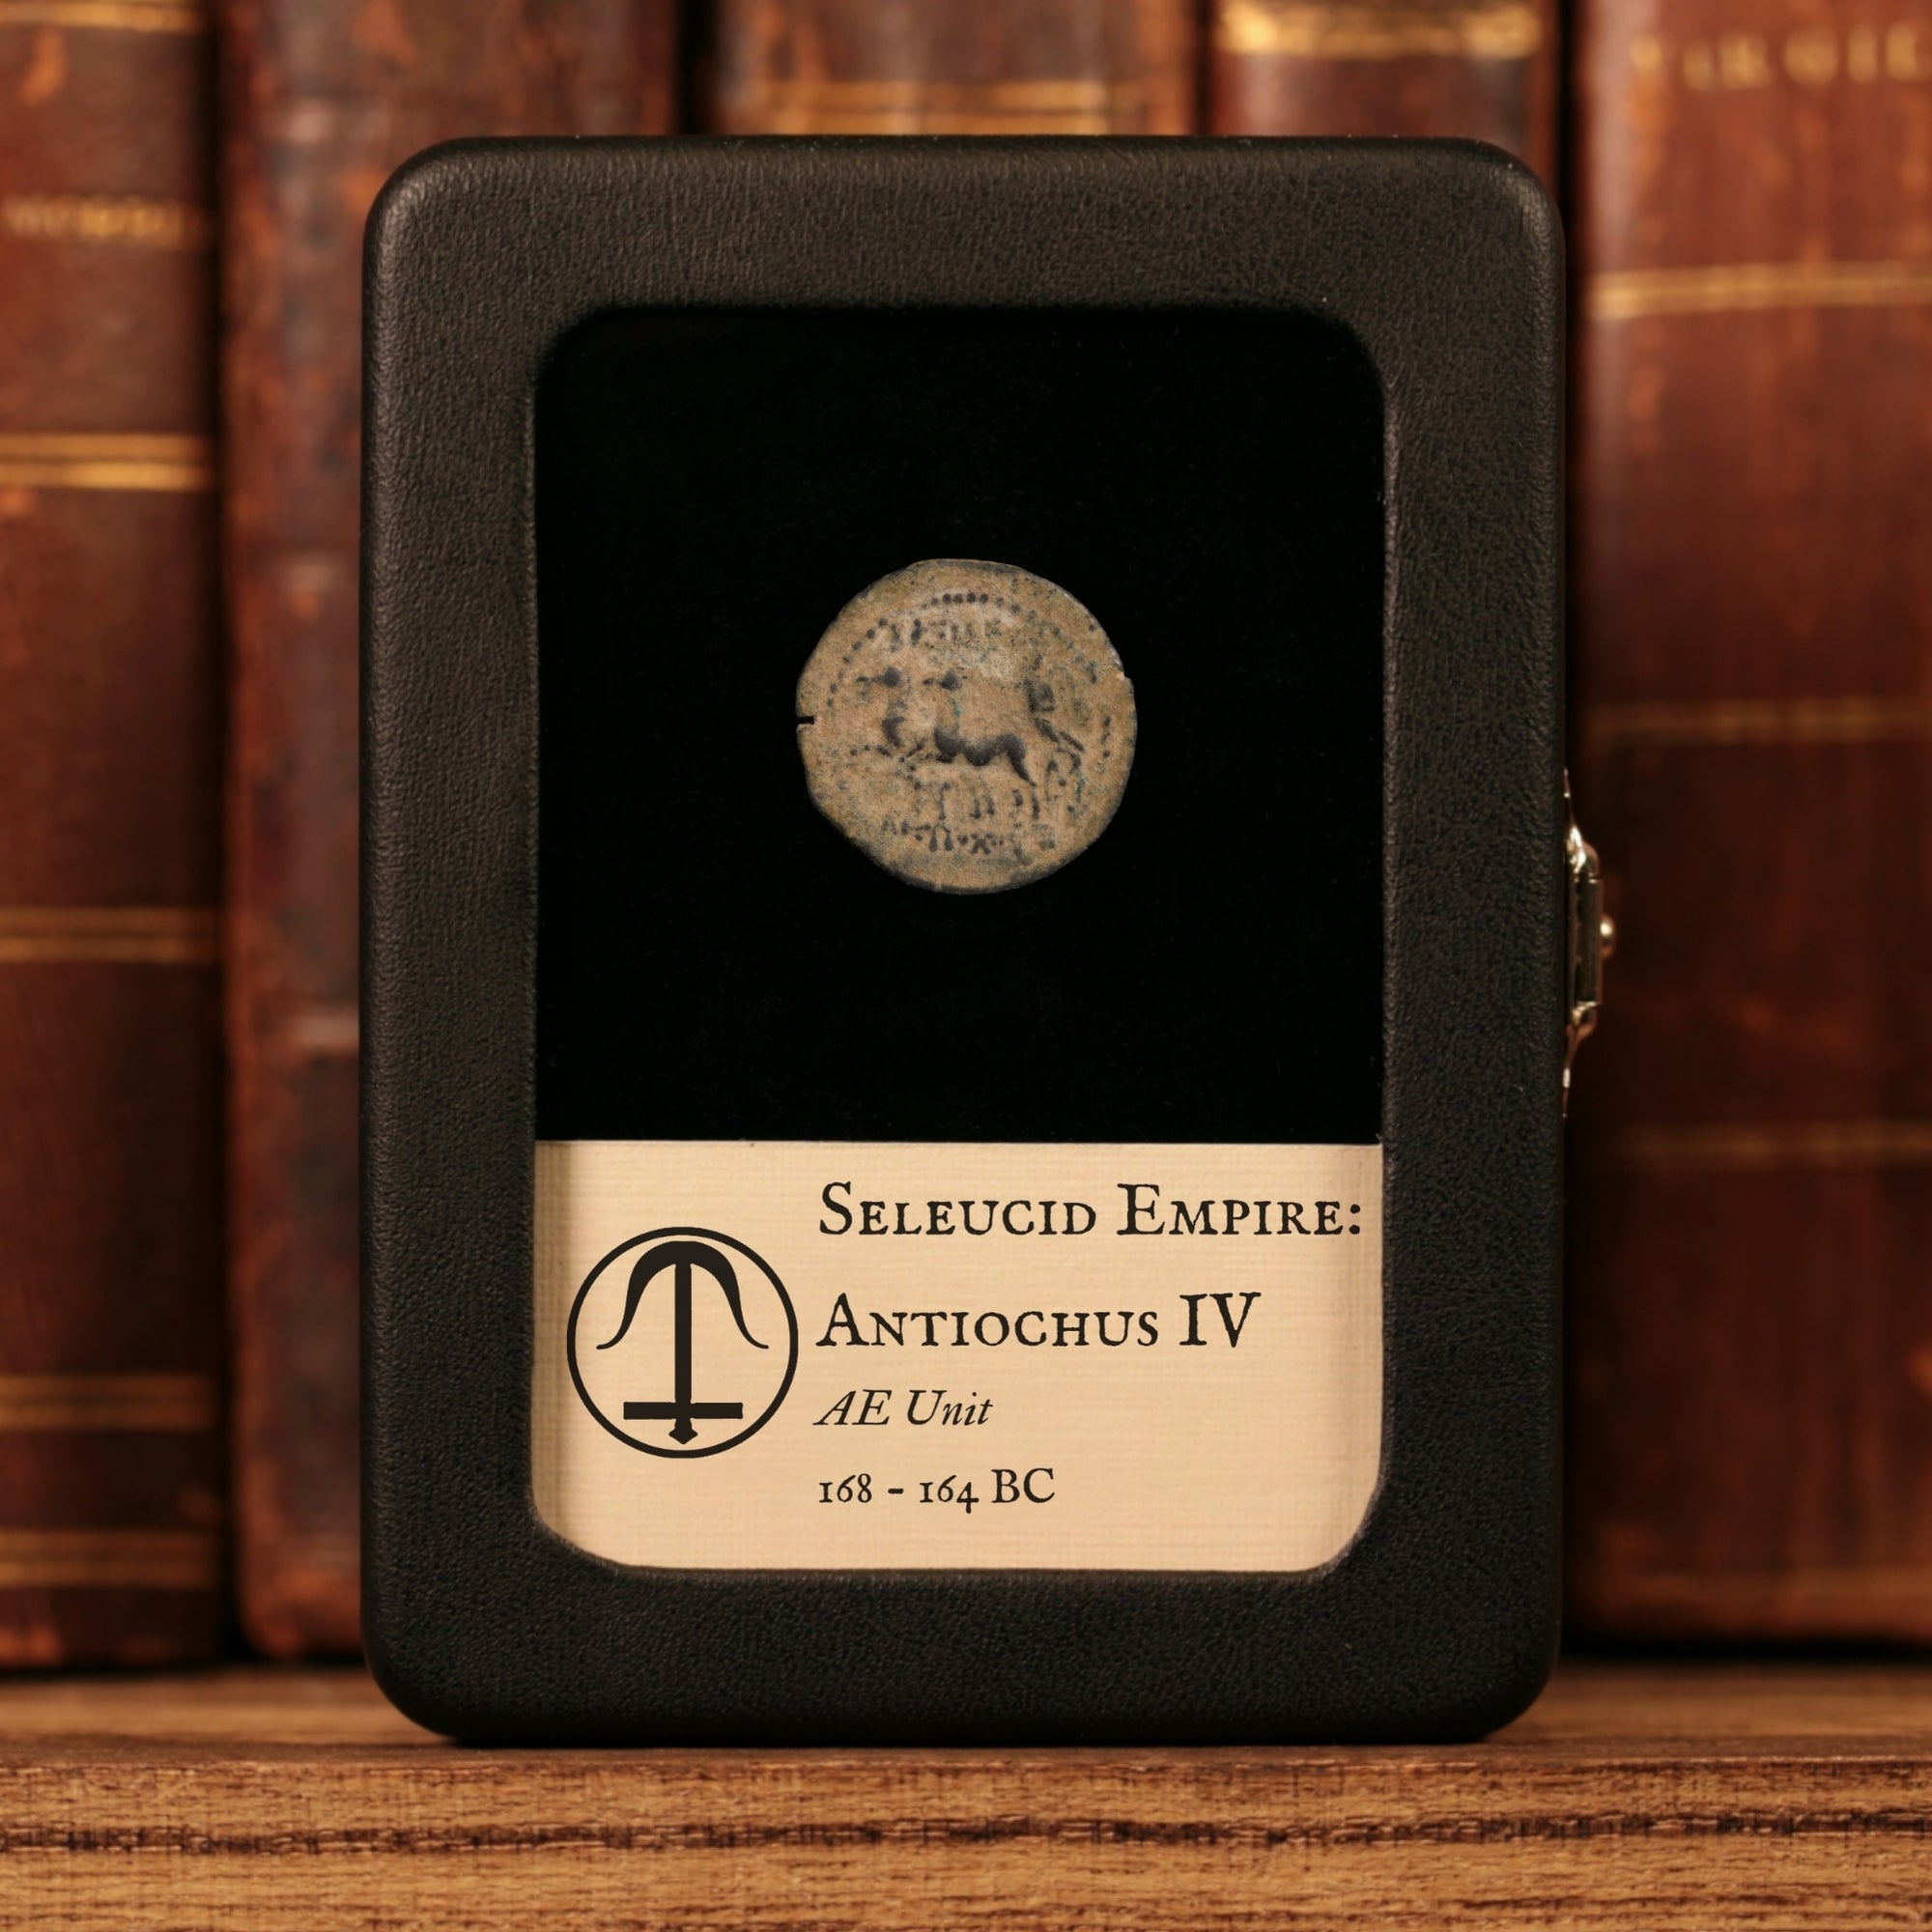 Seleucid Empire:
Antiochus IV
AE Unit
168 - 164 BC